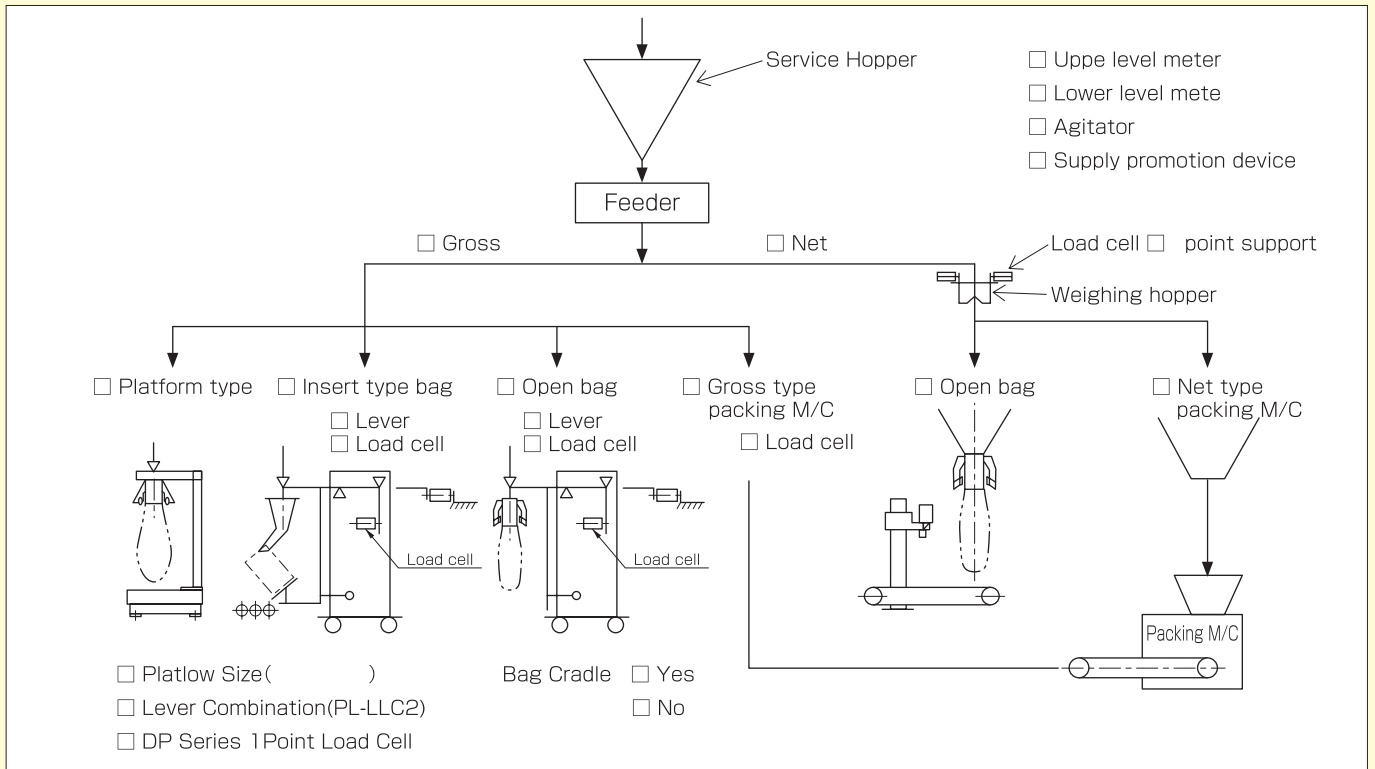 Service Hopper
□ Uppe level meter
□ Lower level mete
□ Agitator
□ Supply promotion device
Feeder
□ Gross
□ Net
Load cell □ point support
Weighing hopper
□ Platform type
□ Insert type bag
□ Lever
□ Load cell
□ Open bag
□ Lever
□ Load cell
□ Gross type
packing M/C
□ Load cell
□ Open bag
□ Net type
packing M/C
Load cell
Load cell
Packing M/C
□ Platlow Size( )
□ Lever Combination(PL-LLC2)
□ DP Series 1Point Load Cell
Bag Cradle □ Yes
□ No